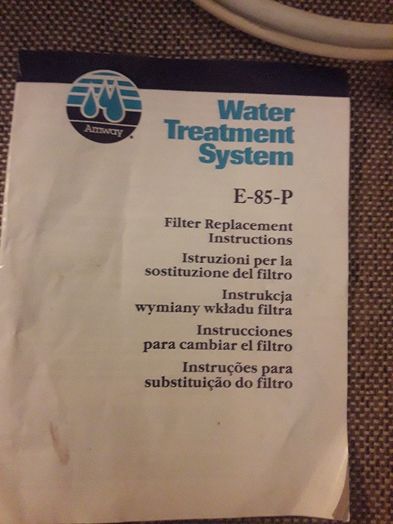 Amway
Water
Treatment
System
E-85-P
Filter Replacement
Instructions
Istruzioni per la
sostituzione del filtro
Instrukcja
wymiany wkładu filtra
Instrucciones
para cambiar el filtro
Instruções para
substituição do filtro